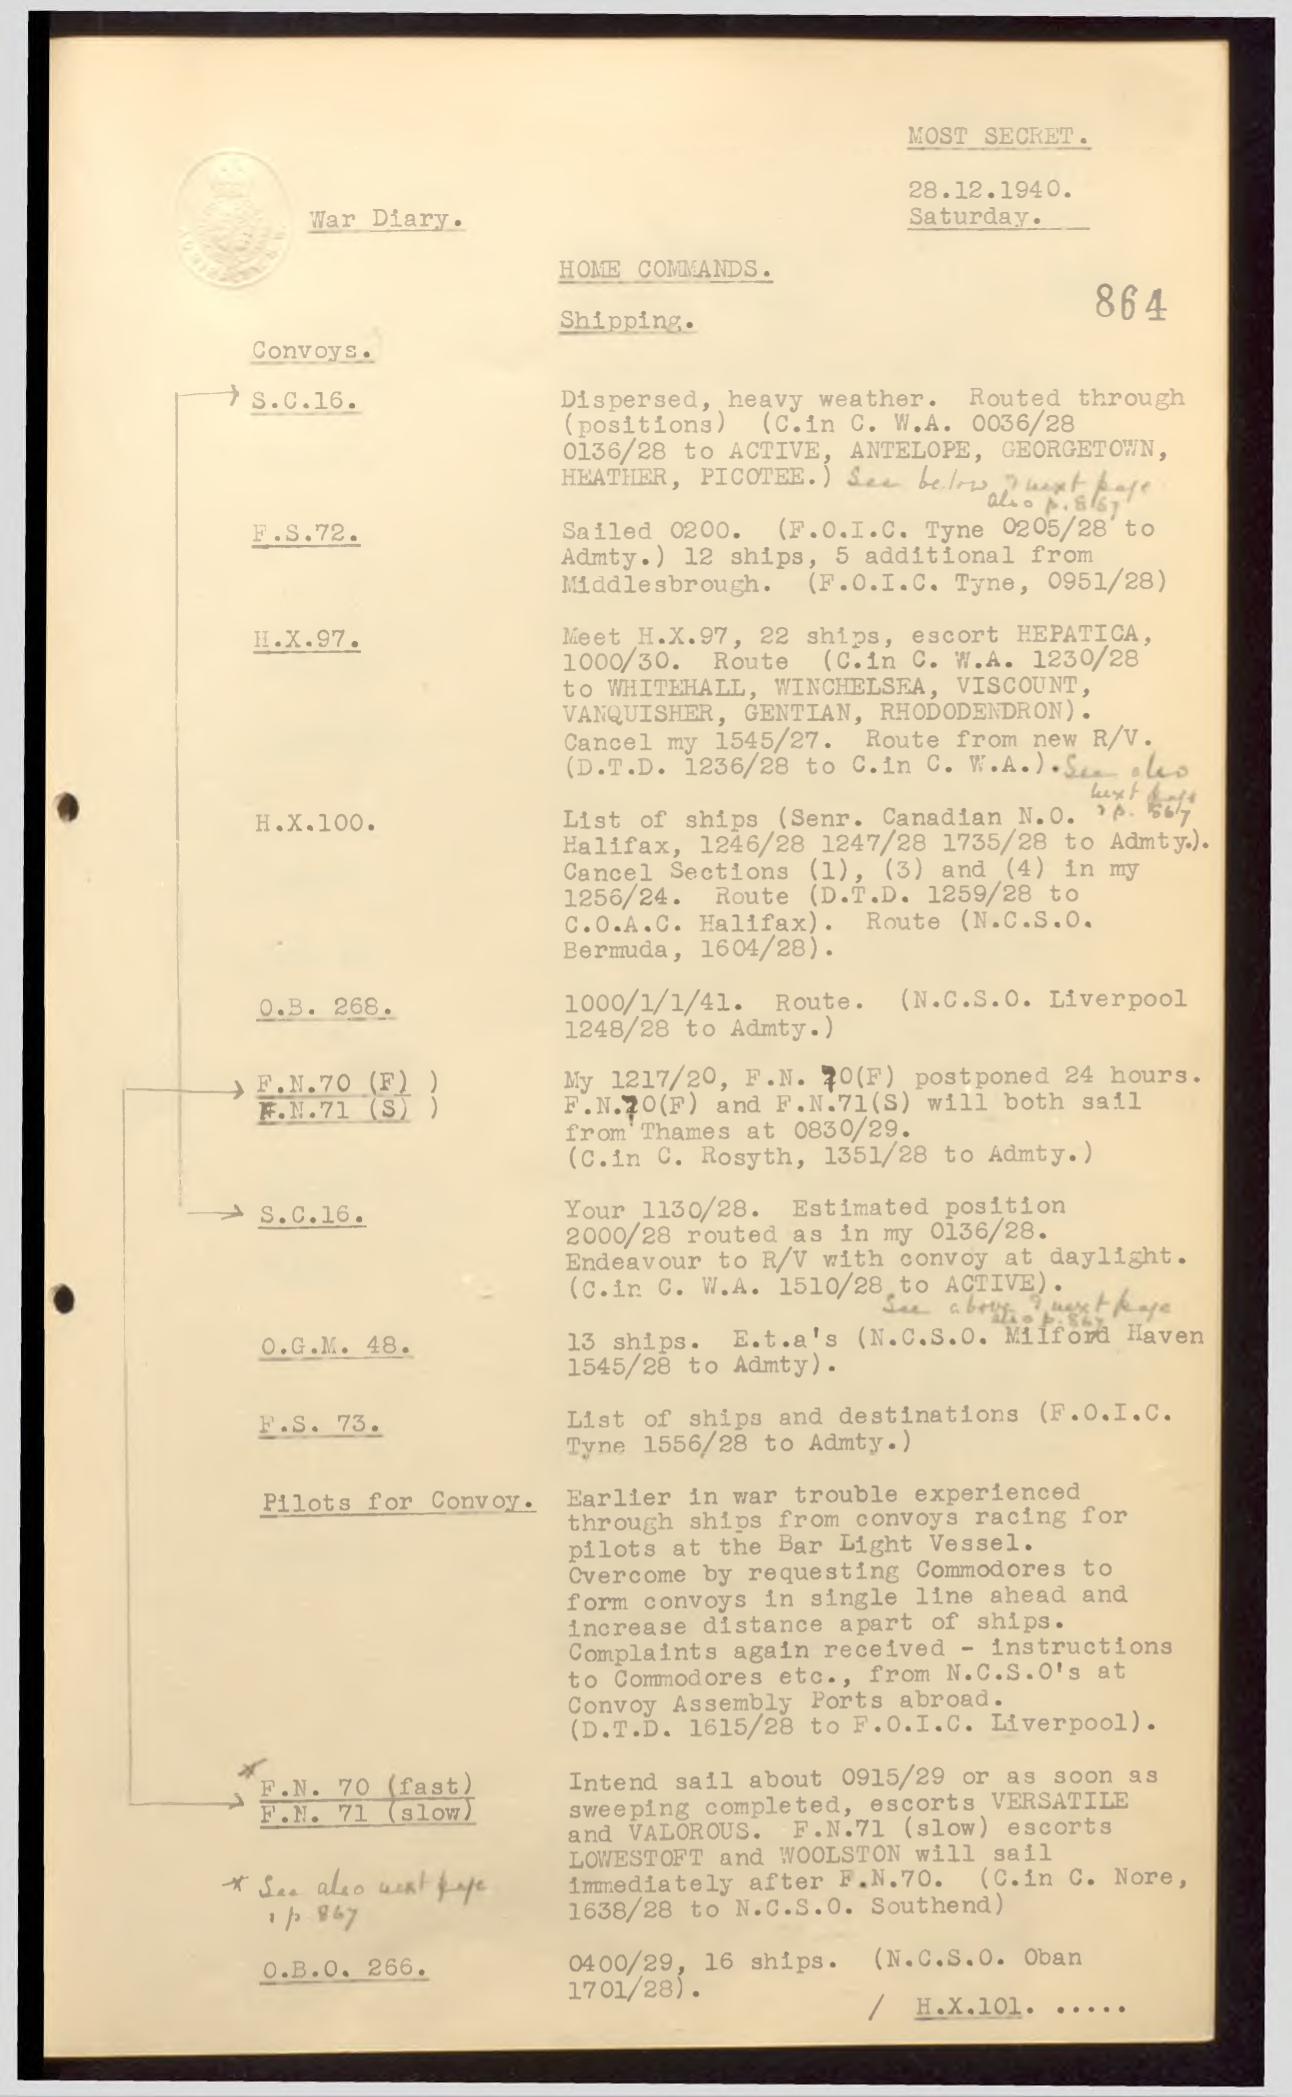 MOST SECRET.
28.12.1940.
Saturday.
War Diary.
HOME COMMANDS.
864
Shipping.
Convoys.
S.C.16.
Dispersed, heavy weather. Routed through
(positions) (C.in C. W.A. 0036/28
0136/28 to ACTIVE, ANTELOPE, GEORGETOWN,
HEATHER, PICOTEE.) See below & next page
also p. 867
F.S.72.
Sailed 0200. (F.O.I.C. Tyne 0205/28 to
Admty.) 12 ships, 5 additional from
Middlesbrough. (F.O.I.C. Tyne, 0951/28)
H.X.97.
Meet H.X.97, 22 ships, escort HEPATICA,
1000/30. Route (C.in C. W.A. 1230/28
to WHITEHALL, WINCHELSEA, VISCOUNT,
VANQUISHER, GENTIAN, RHODODENDRON).
Cancel my 1545/27. Route from new R/V.
(D.T.D. 1236/28 to C.in C. W.A.). See also
next page
& p. 867
H.X.100.
List of ships (Senr. Canadian N.O.
Halifax, 1246/28 1247/28 1735/28 to Admty.).
Cancel Sections (1), (3) and (4) in my
1256/24. Route (D.T.D. 1259/28 to
C.O.A.C. Halifax). Route (N.C.S.O.
Bermuda, 1604/28).
O.B. 268.
1000/1/1/41. Route. (N.C.S.O. Liverpool
1248/28 to Admty.)
F.N.70 (F) )
F.N.71 (S) )
My 1217/20, F.N. 70(F) postponed 24 hours.
F.N.70(F) and F.N.71(S) will both sail
from Thames at 0830/29.
(C.in C. Rosyth, 1351/28 to Admty.)
S.C.16.
Your 1130/28. Estimated position
2000/28 routed as in my 0136/28.
Endeavour to R/V with convoy at daylight.
(C.in C. W.A. 1510/28 to ACTIVE).
See above & next page
also p. 867
O.G.M. 48.
13 ships. E.t.a's (N.C.S.O. Milford Haven
1545/28 to Admty).
F.S. 73.
List of ships and destinations (F.O.I.C.
Tyne 1556/28 to Admty.)
Pilots for Convoy.
Earlier in war trouble experienced
through ships from convoys racing for
pilots at the Bar Light Vessel.
Overcome by requesting Commodores to
form convoys in single line ahead and
increase distance apart of ships.
Complaints again received - instructions
to Commodores etc., from N.C.S.O's at
Convoy Assembly Ports abroad.
(D.T.D. 1615/28 to F.O.I.C. Liverpool).
* F.N. 70 (fast)
F.N. 71 (slow)
Intend sail about 0915/29 or as soon as
sweeping completed, escorts VERSATILE
and VALOROUS. F.N.71 (slow) escorts
LOWESTOFT and WOOLSTON will sail
immediately after F.N.70. (C.in C. Nore,
1638/28 to N.C.S.O. Southend)
* See also next page
& p 867
O.B.O. 266.
0400/29, 16 ships. (N.C.S.O. Oban
1701/28).
/ H.X.101. .....